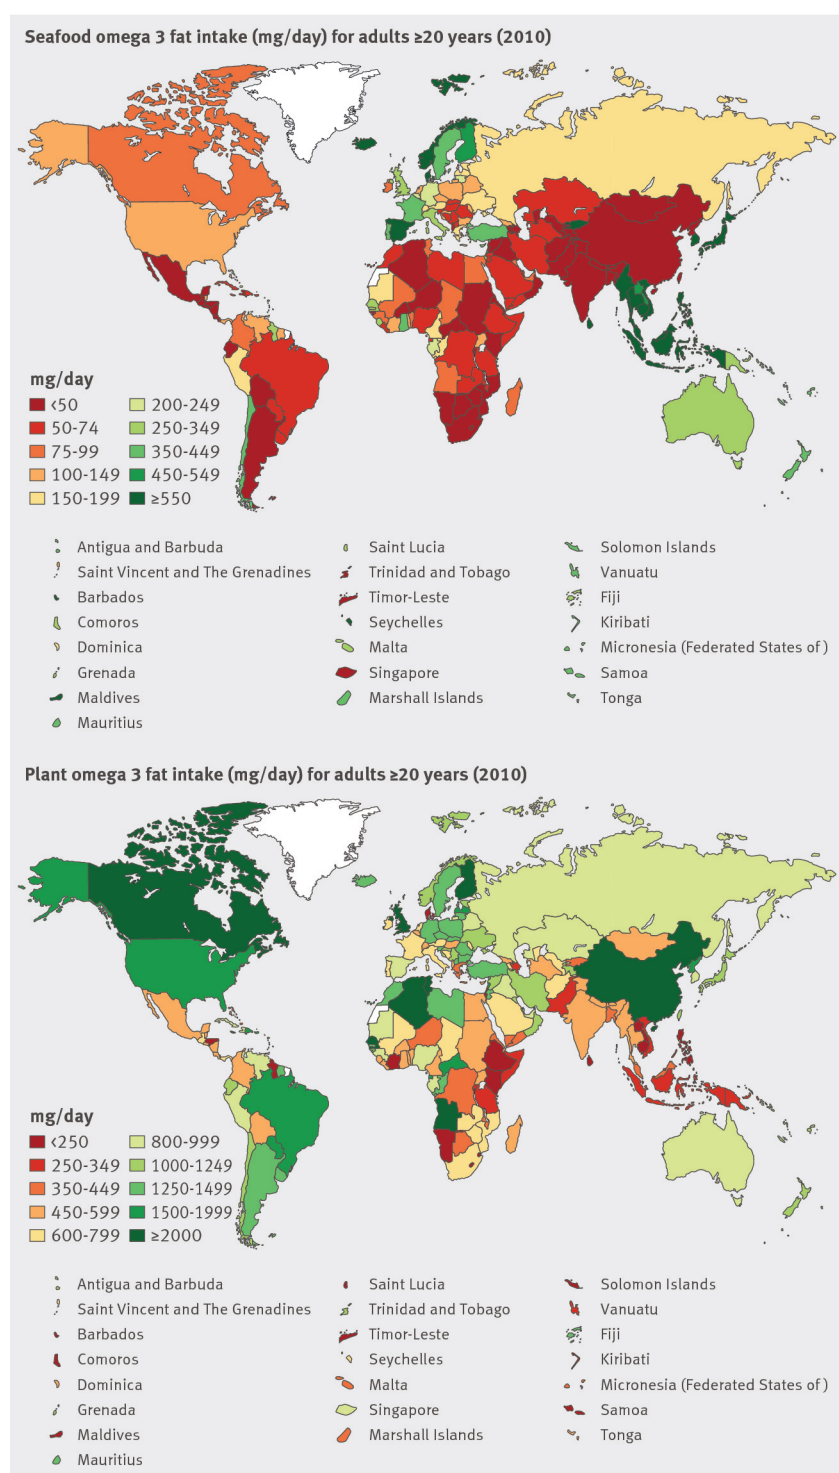 Seafood omega 3 fat intake (mg/day) for adults ≥20 years (2010)
mg/day
<50 200-249
50-74 250-349
75-99 350-449
100-149 450-549
150-199 ≥550
Antigua and Barbuda Saint Lucia Solomon Islands
Saint Vincent and The Grenadines Trinidad and Tobago Vanuatu
Barbados Timor-Leste Fiji
Comoros Seychelles Kiribati
Dominica Malta Micronesia (Federated States of)
Grenada Singapore Samoa
Maldives Marshall Islands Tonga
Mauritius
Plant omega 3 fat intake (mg/day) for adults ≥20 years (2010)
mg/day
<250 800-999
250-349 1000-1249
350-449 1250-1499
450-599 1500-1999
600-799 ≥2000
Antigua and Barbuda Saint Lucia Solomon Islands
Saint Vincent and The Grenadines Trinidad and Tobago Vanuatu
Barbados Timor-Leste Fiji
Comoros Seychelles Kiribati
Dominica Malta Micronesia (Federated States of)
Grenada Singapore Samoa
Maldives Marshall Islands Tonga
Mauritius